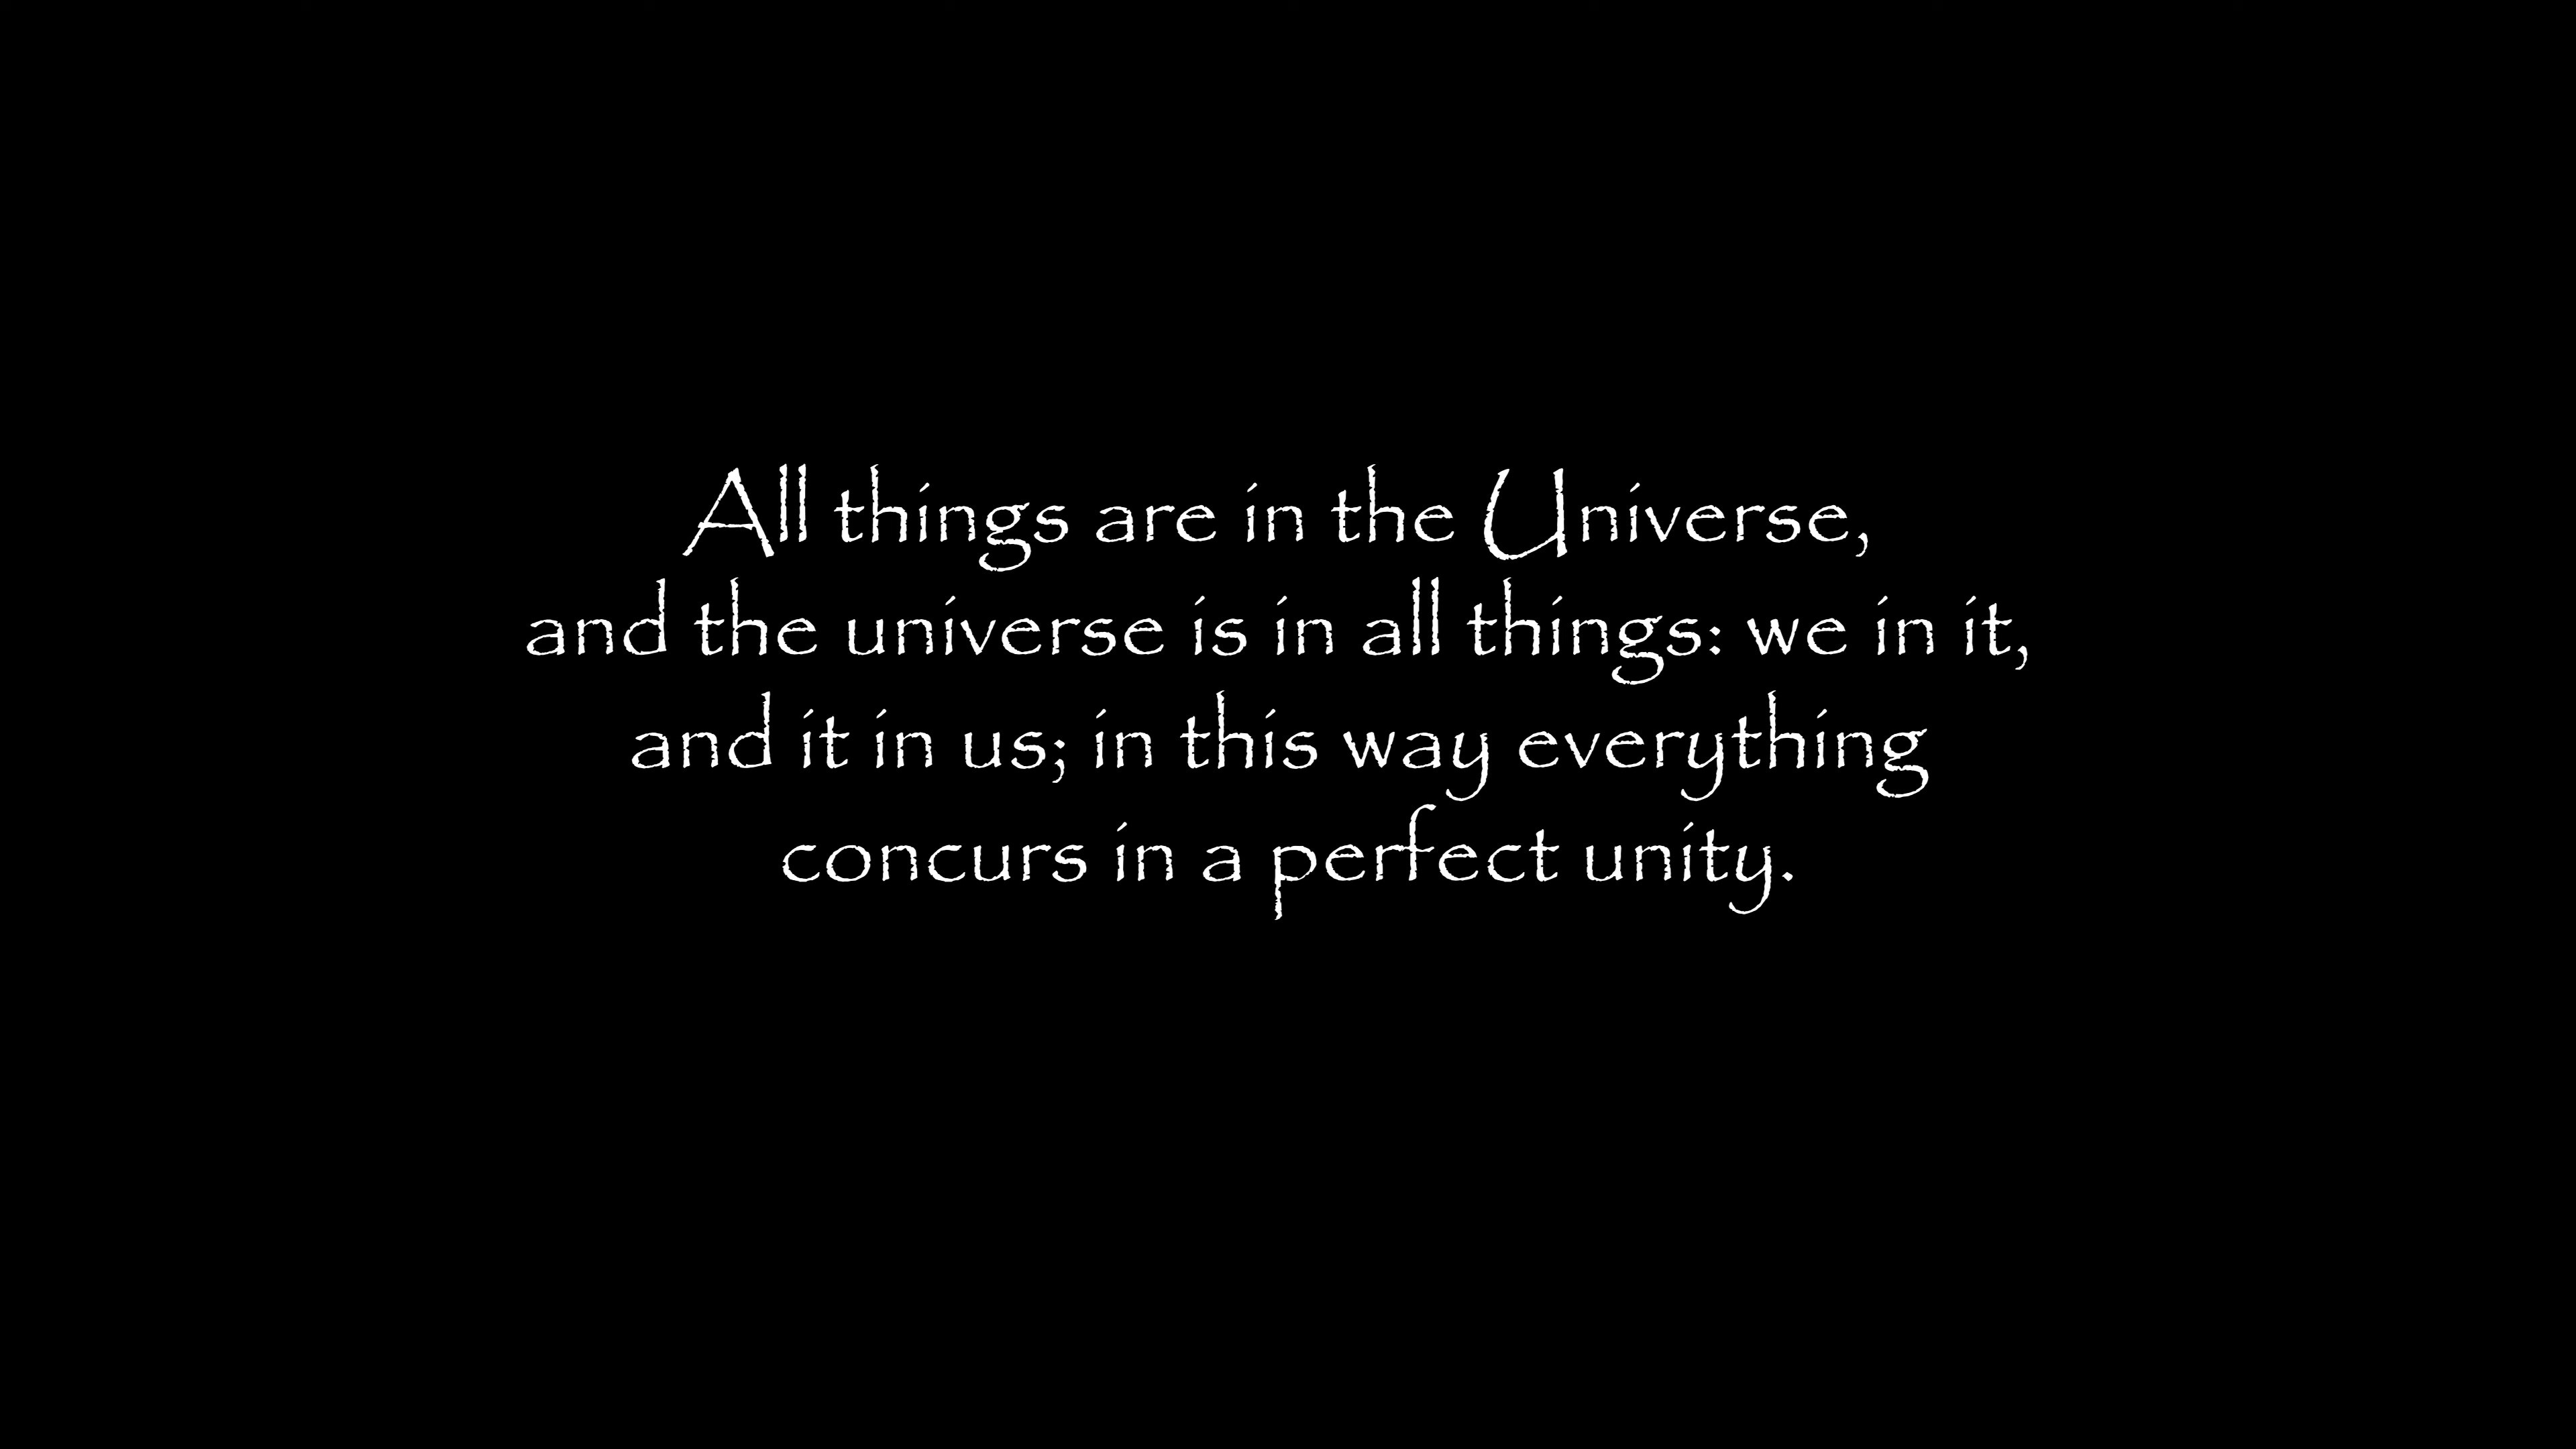 All things are in the Universe,
and the universe is in all things: we in it,
and it in us; in this way everything
concurs in a perfect unity.